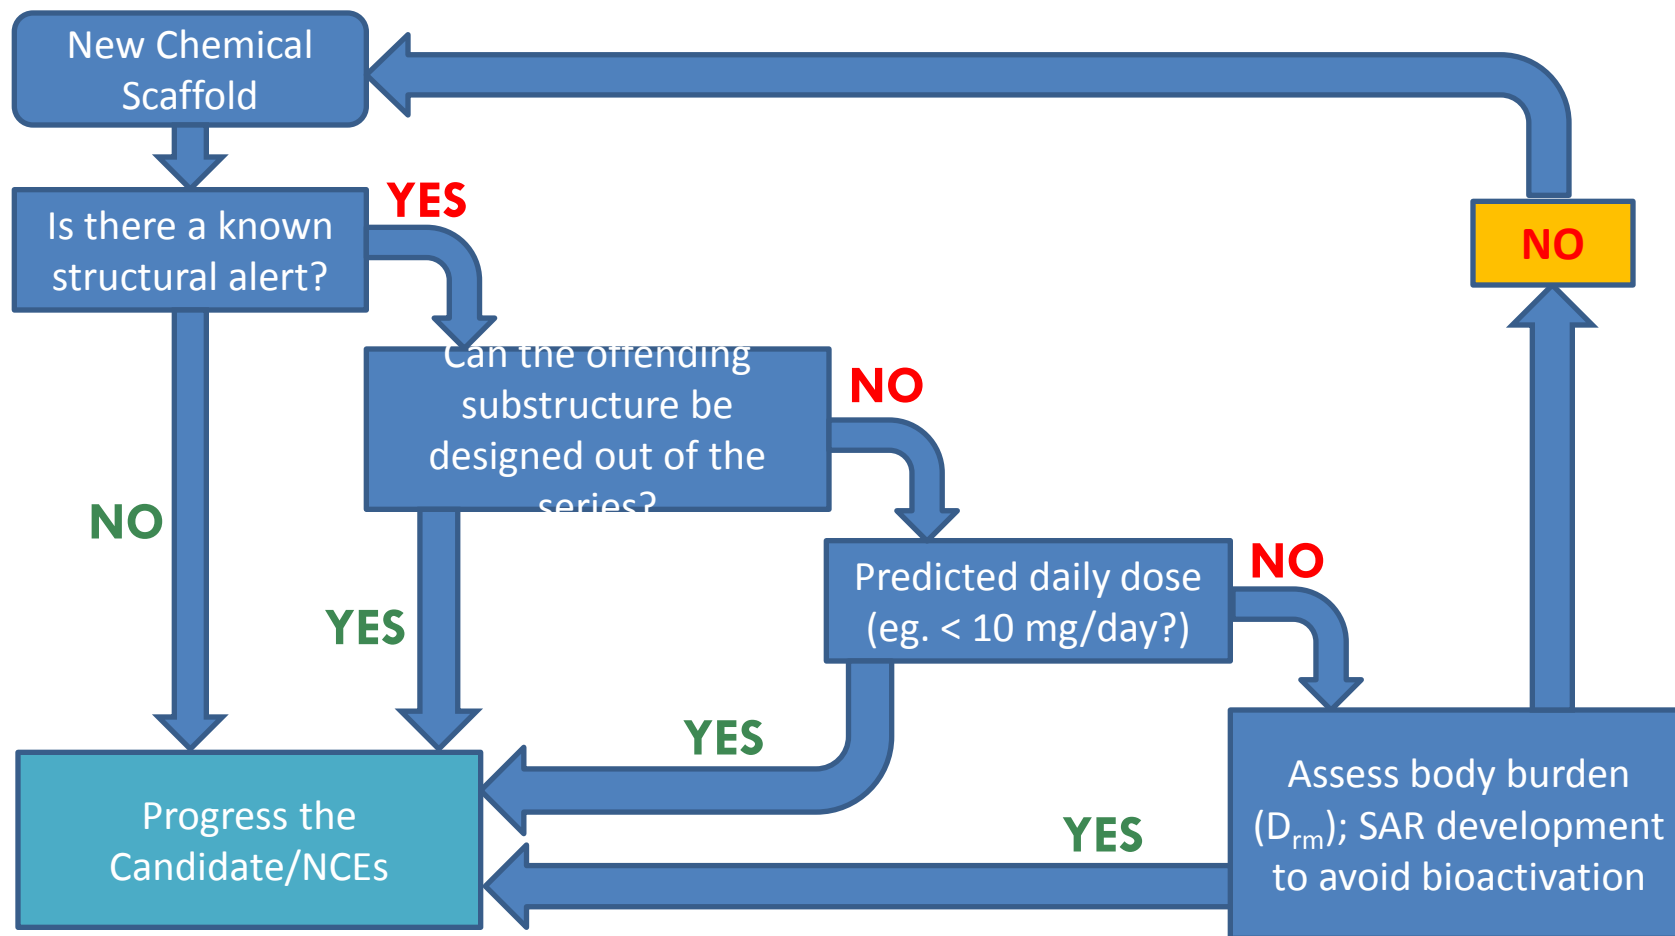 New Chemical
Scaffold
Is there a known
structural alert?
YES
NO
Can the offending
substructure be
designed out of the
series?
NO
YES
Predicted daily dose
(eg. < 10 mg/day?)
NO
YES
Assess body burden
(Drm); SAR development
to avoid bioactivation
YES
NO
Progress the
Candidate/NCEs